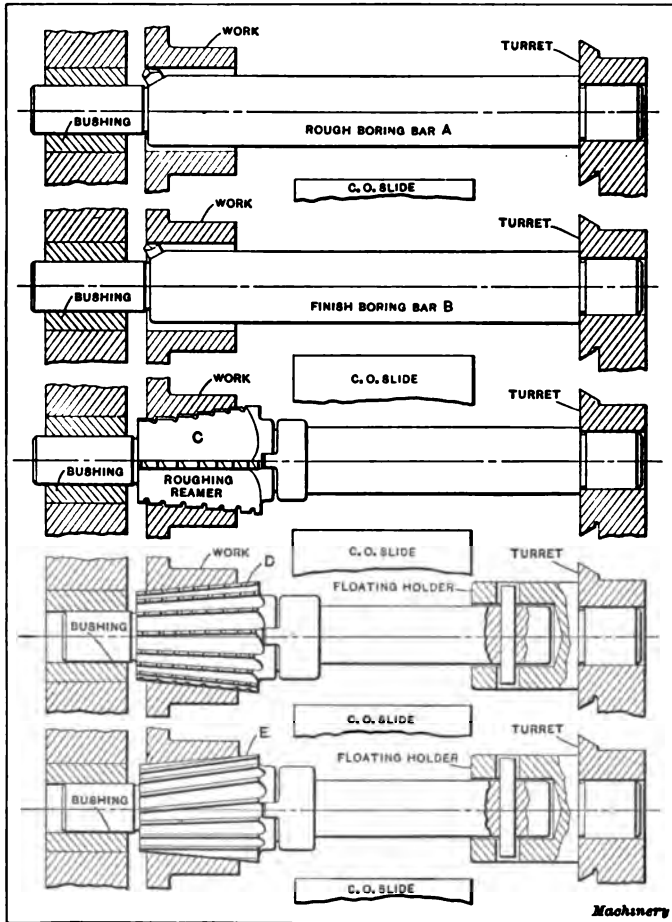 WORK
TURRET
BUSHING
ROUGH BORING BAR A
C.O. SLIDE
WORK
TURRET
BUSHING
FINISH BORING BAR B
C.O. SLIDE
WORK
TURRET
C
BUSHING
ROUGHING
REAMER
C.O. SLIDE
WORK
D
TURRET
FLOATING HOLDER
BUSHING
C.O. SLIDE
E
TURRET
FLOATING HOLDER
BUSHING
C.O. SLIDE
Machinery